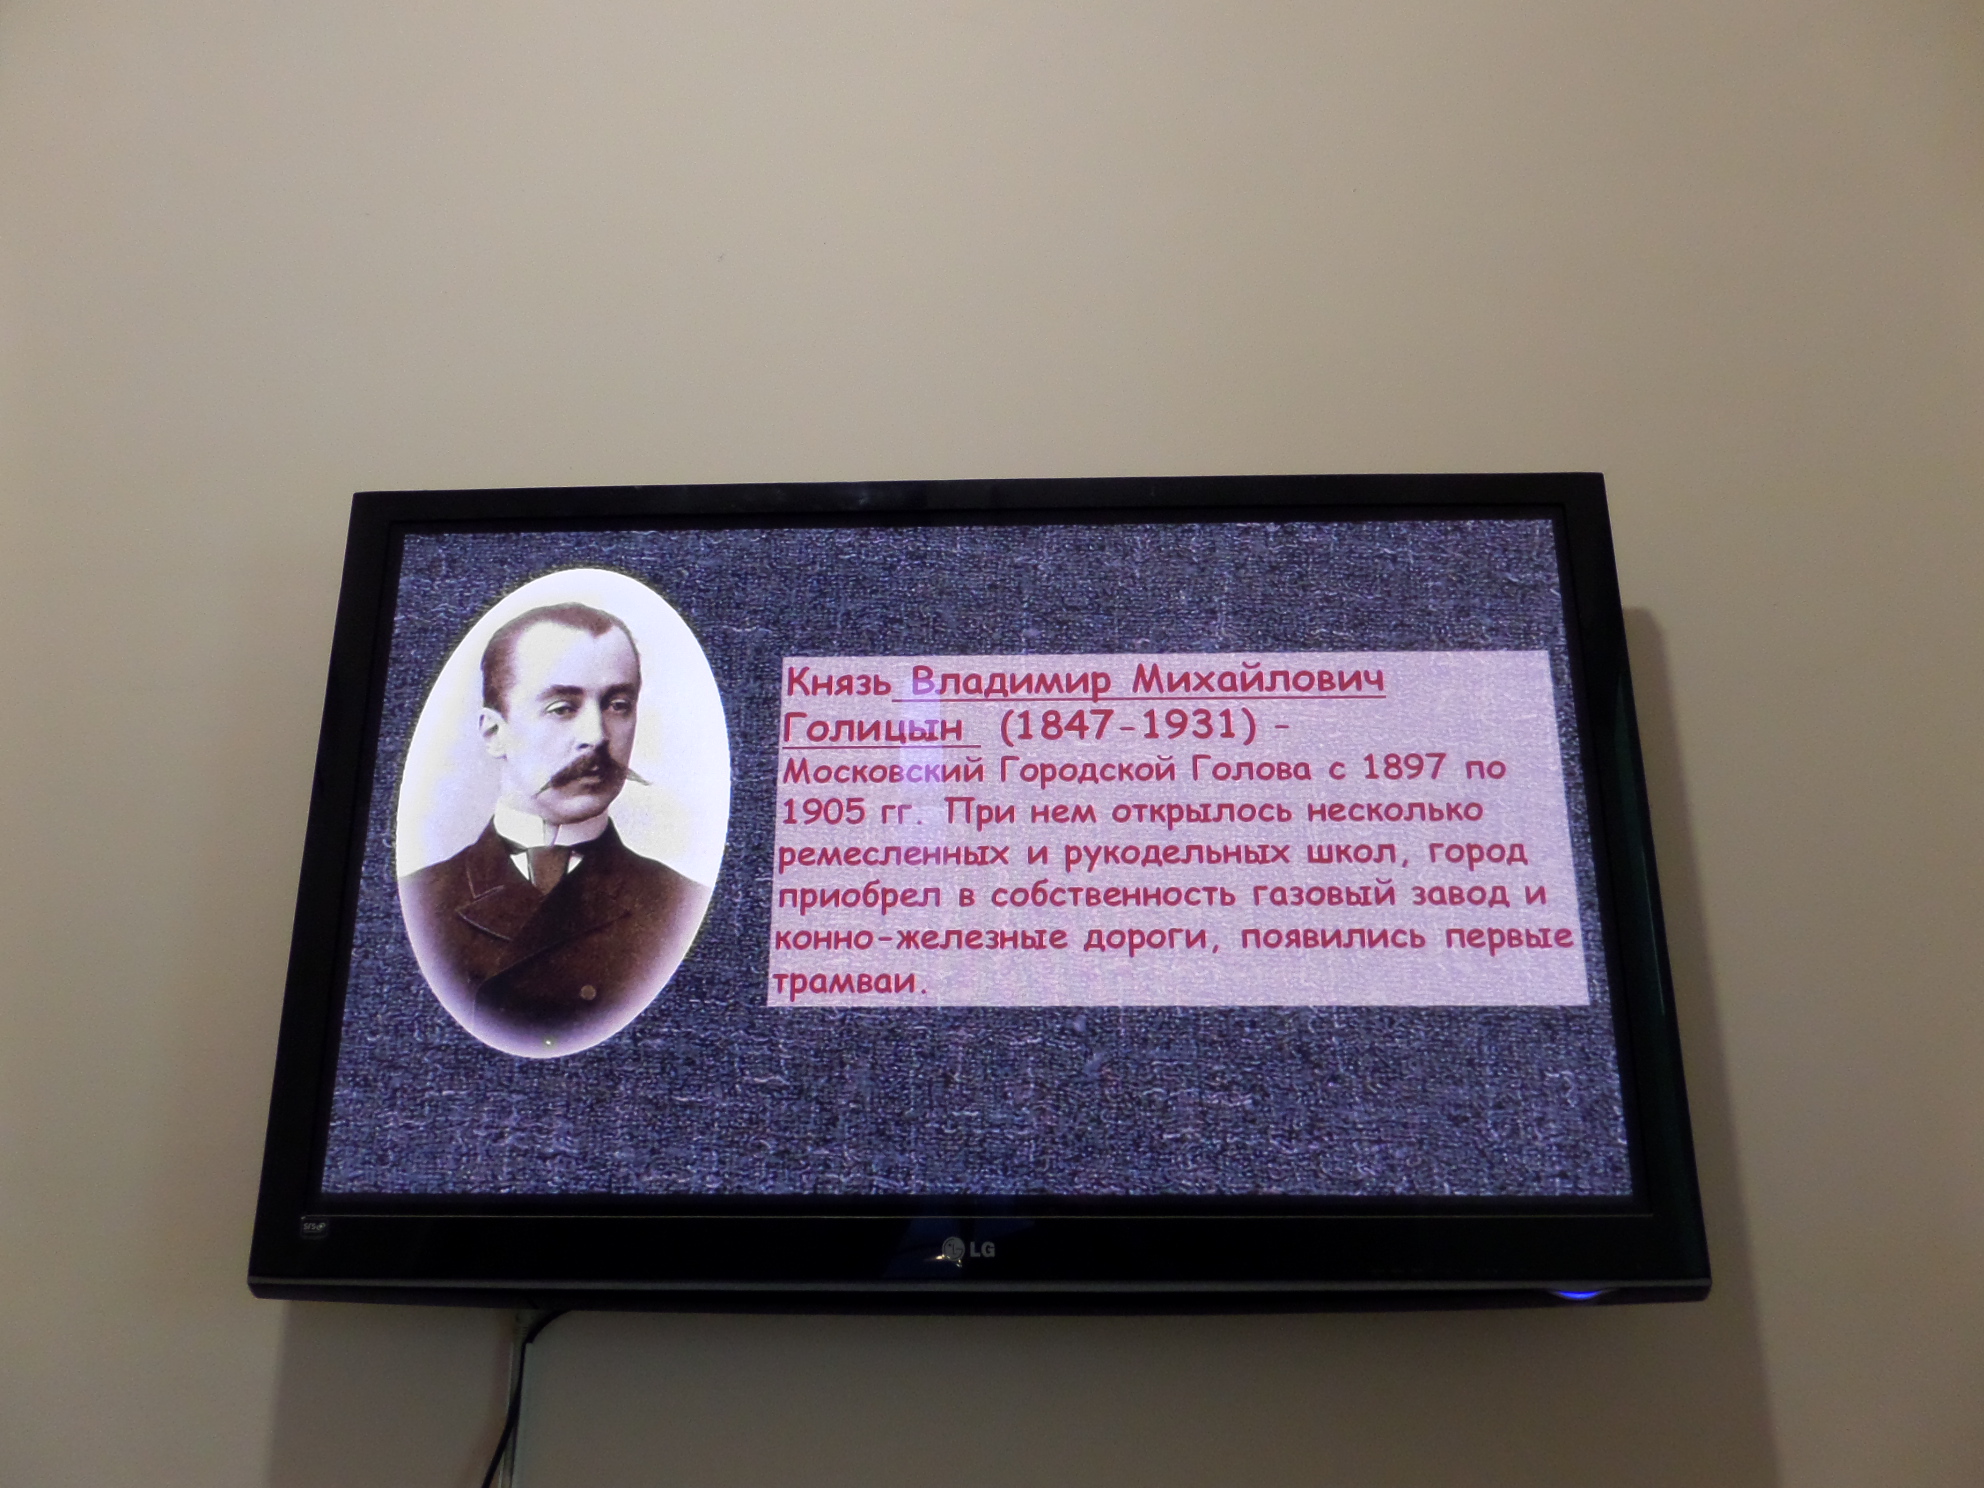 Князь Владимир Михайлович
Голицын (1847-1931) -
Московский Городской Голова с 1897 по
1905 гг. При нем открылось несколько
ремесленных и рукодельных школ, город
приобрел в собственность газовый завод и
конно-железные дороги, появились первые
трамваи.
LG